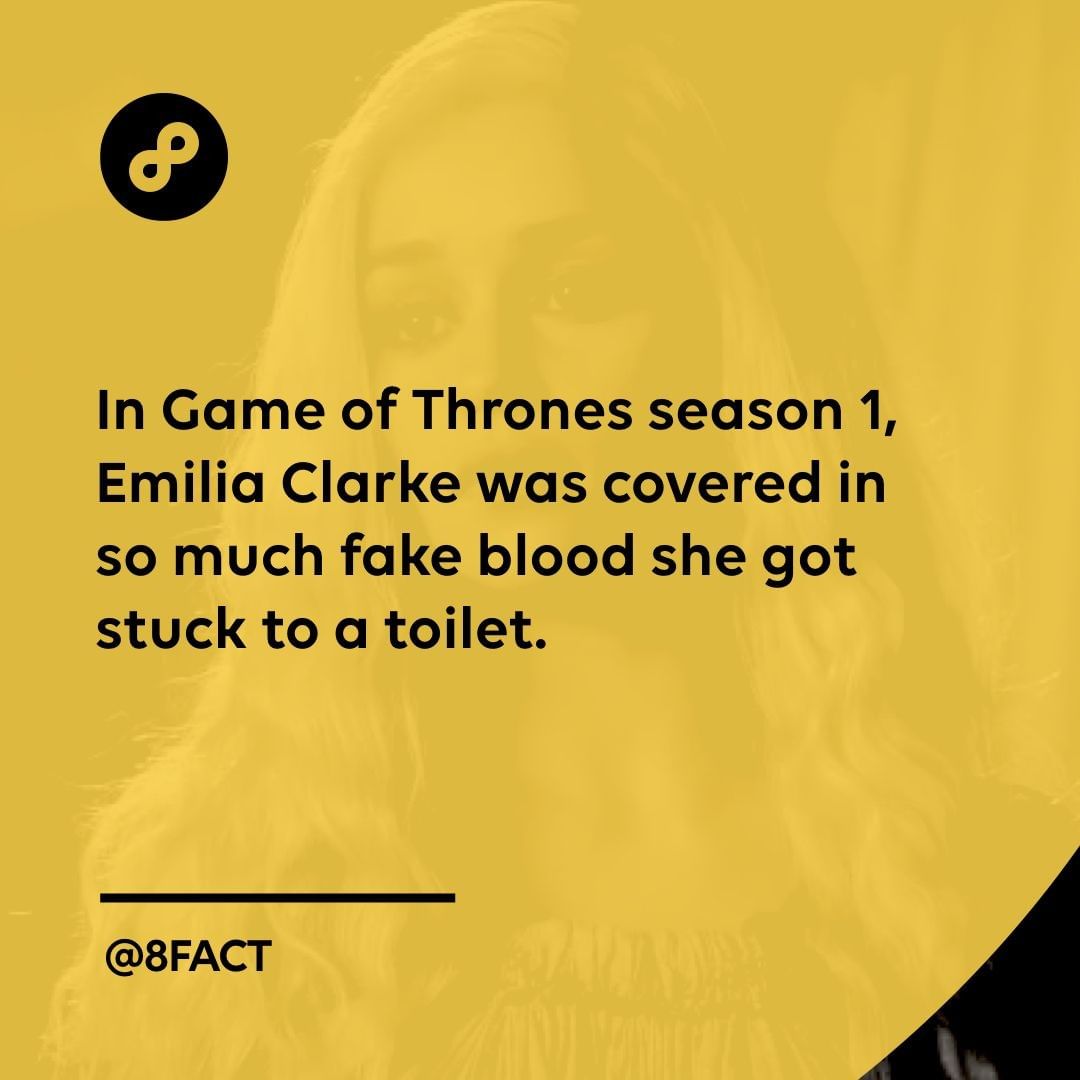 In Game of Thrones season 1,
Emilia Clarke was covered in
so much fake blood she got
stuck to a toilet.
@8FACT